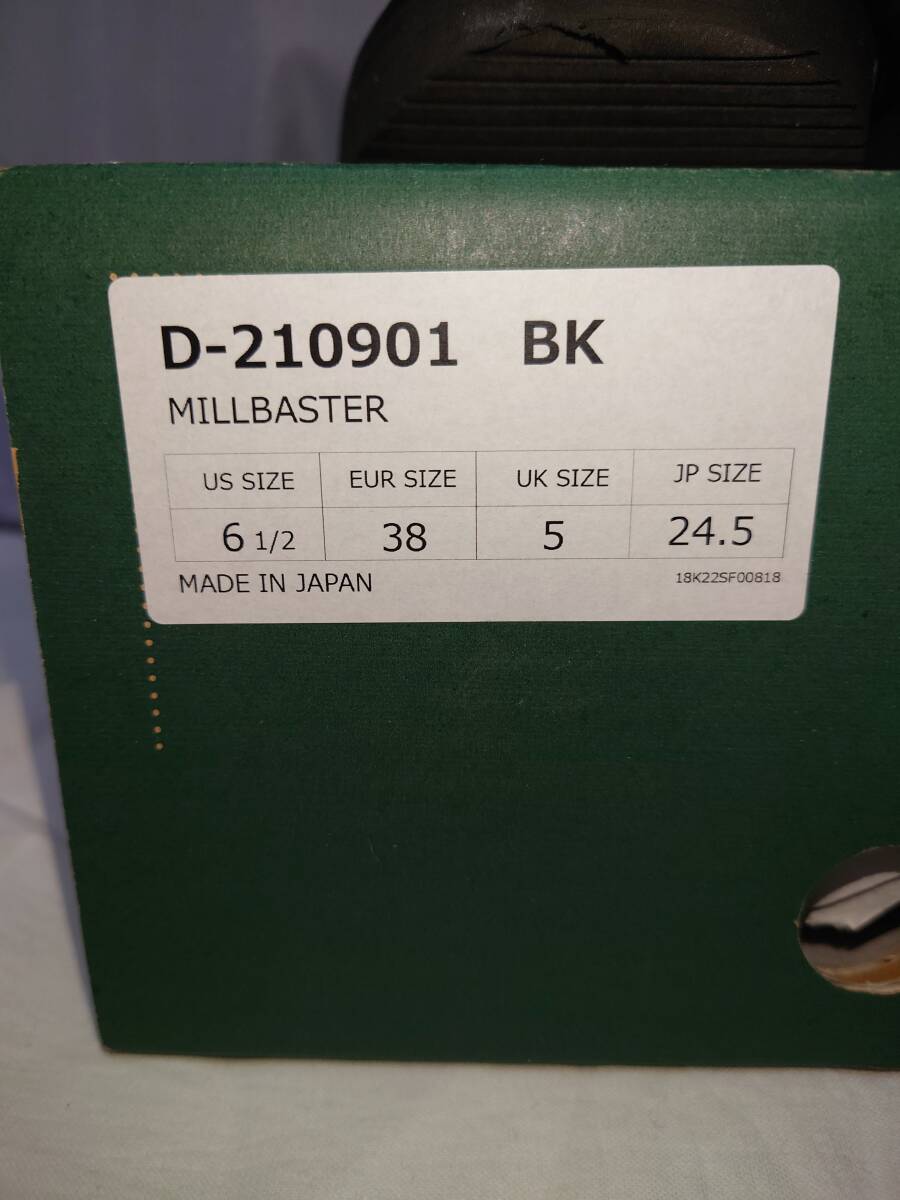 D-210901 BK
MILLBASTER
US SIZE EUR SIZE UK SIZE JP SIZE
6 1/2 38 5 24.5
MADE IN JAPAN 18K22SF00818